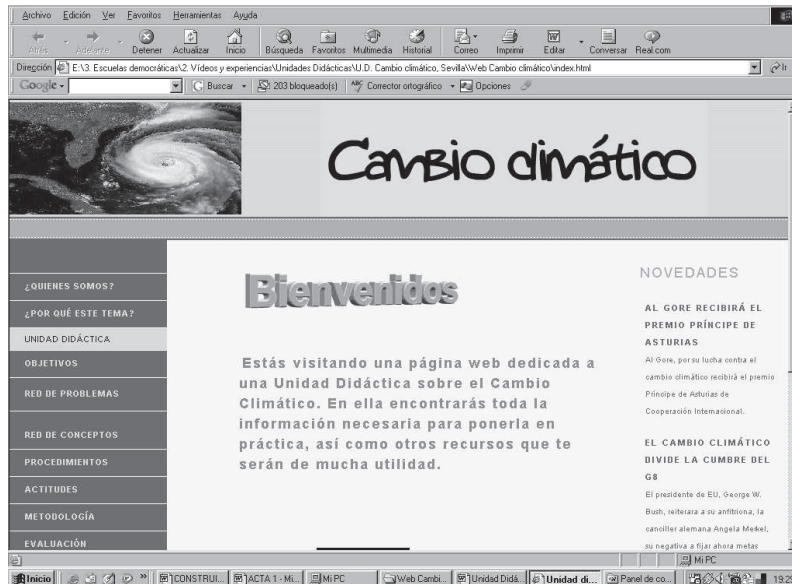 Archivo Edición Ver Favoritos Herramientas Ayuda
Atrás Adelante Detener Actualizar Inicio Búsqueda Favoritos Multimedia Historial Correo Imprimir Editar Conversar Real.com
Dirección E:\3. Escuelas democráticas\2. Vídeos y experiencias\Unidades Didácticas\U.D. Cambio climático, Sevilla\Web Cambio climático\index.html Ir
Google Buscar 203 bloqueado(s) ABC Corrector ortográfico Opciones
Cambio climático
¿QUIENES SOMOS?
¿POR QUÉ ESTE TEMA?
UNIDAD DIDÁCTICA
OBJETIVOS
RED DE PROBLEMAS
RED DE CONCEPTOS
PROCEDIMIENTOS
ACTITUDES
METODOLOGÍA
EVALUACIÓN
Bienvenidos
Estás visitando una página web dedicada a
una Unidad Didáctica sobre el Cambio
Climático. En ella encontrarás toda la
información necesaria para ponerla en
práctica, así como otros recursos que te
serán de mucha utilidad.
NOVEDADES
AL GORE RECIBIRÁ EL
PREMIO PRÍNCIPE DE
ASTURIAS
Al Gore, por su lucha contra el
cambio climático recibirá el premio
Príncipe de Asturias de
Cooperación Internacional.
EL CAMBIO CLIMÁTICO
DIVIDE LA CUMBRE DEL
G8
El presidente de EU, George W.
Bush, reiterara a su anfitriona, la
canciller alemana Angela Merkel,
su negativa a fijar ahora metas
Mi PC
Inicio » CONSTRUI... ACTA 1 - Mi... Mi PC Web Cambi... Unidad Didá... Unidad di... Panel de co...